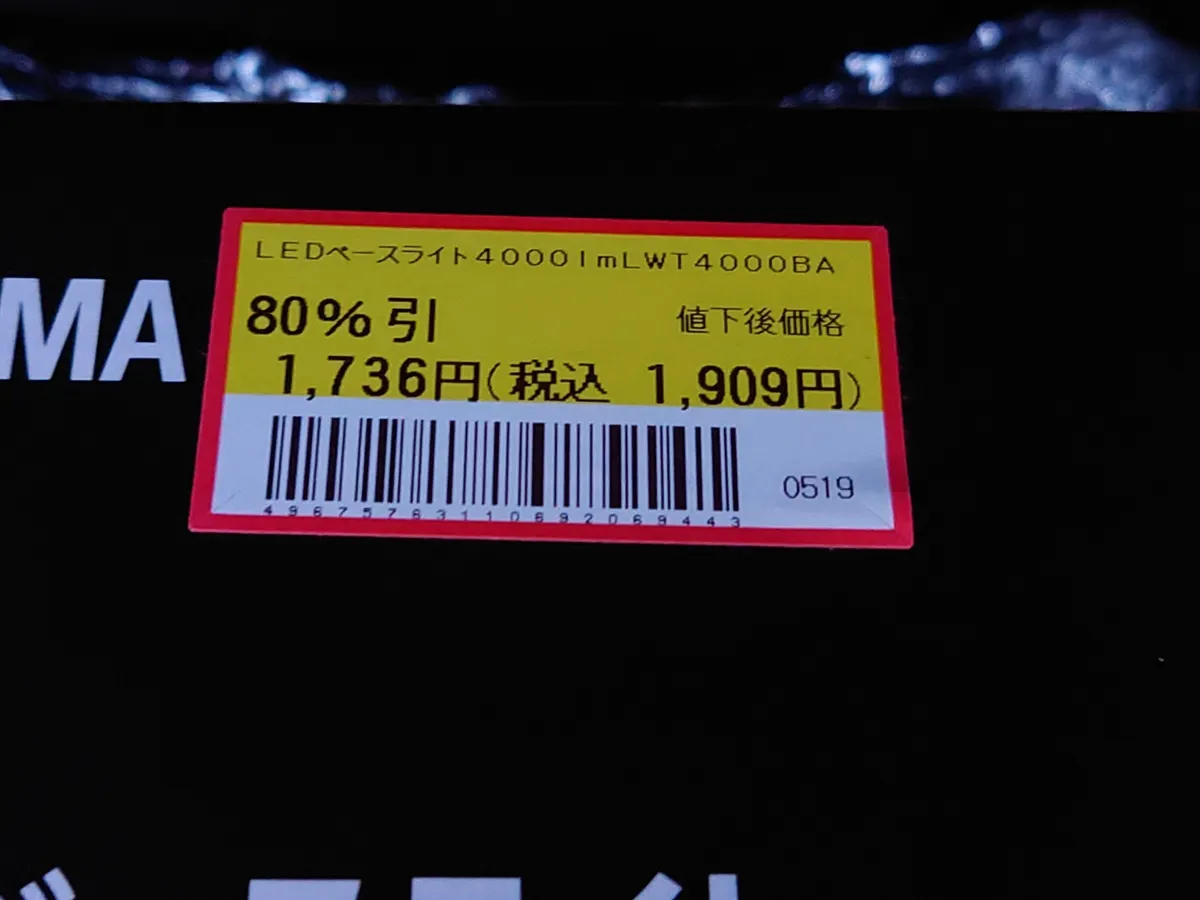 LEDベースライト4000lmLWT4000BA
80%引 値下後価格
1,736円(税込 1,909円)
0519
49675763110692069443
MA